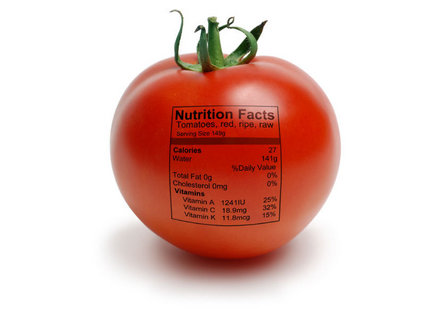 Nutrition Facts
Tomatoes, red, ripe, raw
Serving Size 149g
Calories 27
Water 141g
%Daily Value
Total Fat 0g 0%
Cholesterol 0mg 0%
Vitamins
Vitamin A 1241IU 25%
Vitamin C 18.9mg 32%
Vitamin K 11.8mcg 15%